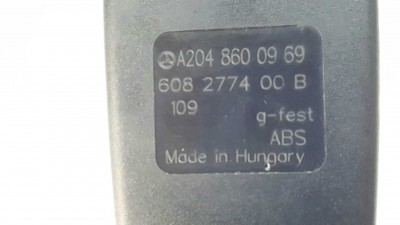 A204 860 09 69
608 2774 00 B
109 g-fest
ABS
Made in Hungary